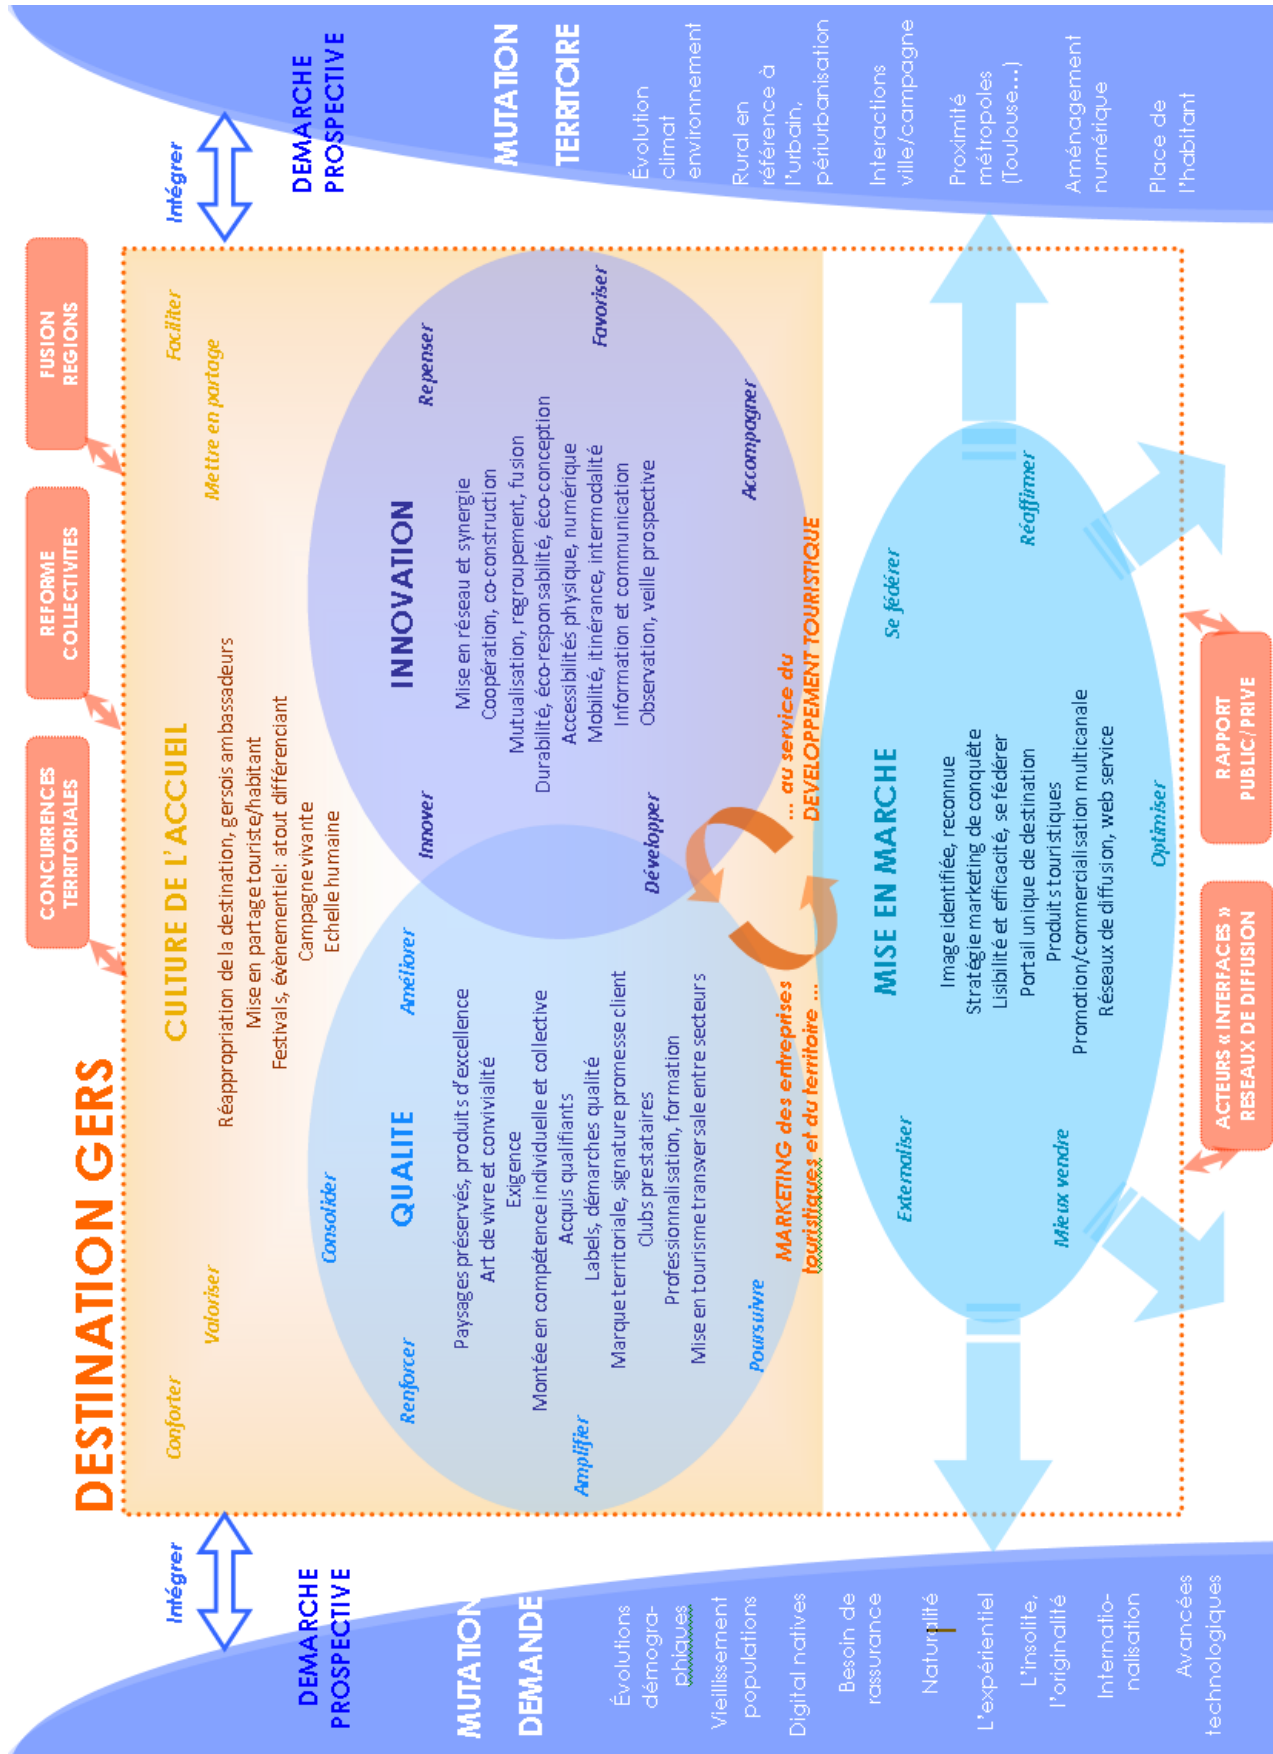 DESTINATION GERS
CONCURRENCES
TERRITORIALES
REFORME
COLLECTIVITES
FUSION
REGIONS
Intégrer
DEMARCHE
PROSPECTIVE
MUTATION
DEMANDE
Évolutions
démogra-
phiques
Vieillissement
populations
Digital natives
Besoin de
rassurance
Naturalité
L'expérientiel
L'insolite,
l'originalité
Internatio-
nalisation
Avancées
technologiques
Conforter
Valoriser
CULTURE DE L'ACCUEIL
Faciliter
Mettre en partage
Réappropriation de la destination, gersois ambassadeurs
Mise en partage touriste/habitant
Festivals, évènementiel: atout différenciant
Campagne vivante
Echelle humaine
Consolider
Renforcer
QUALITE
Améliorer
Amplifier
Paysages préservés, produits d'excellence
Art de vivre et convivialité
Exigence
Montée en compétence individuelle et collective
Acquis qualifiants
Labels, démarches qualité
Marque territoriale, signature promesse client
Clubs prestataires
Professionnalisation, formation
Mise en tourisme transversale entre secteurs
Poursuivre
Innover
INNOVATION
Repenser
Mise en réseau et synergie
Coopération, co-construction
Mutualisation, regroupement, fusion
Durabilité, éco-responsabilité, éco-conception
Accessibilités physique, numérique
Mobilité, itinérance, intermodalité
Information et communication
Observation, veille prospective
Favoriser
Développer
Accompagner
MARKETING des entreprises
touristiques et du territoire ...
... au service du
DEVELOPPEMENT TOURISTIQUE
Externaliser
MISE EN MARCHE
Se fédérer
Image identifiée, reconnue
Stratégie marketing de conquête
Lisibilité et efficacité, se fédérer
Portail unique de destination
Produits touristiques
Promotion/commercialisation multicanale
Réseaux de diffusion, web service
Mieux vendre
Réaffirmer
Optimiser
ACTEURS « INTERFACES »
RESEAUX DE DIFFUSION
RAPPORT
PUBLIC/PRIVE
Intégrer
DEMARCHE
PROSPECTIVE
MUTATION
TERRITOIRE
Évolution
climat
environnement
Rural en
référence à
l'urbain,
périurbanisation
Interactions
ville/campagne
Proximité
métropoles
(Toulouse...)
Aménagement
numérique
Place de
l'habitant